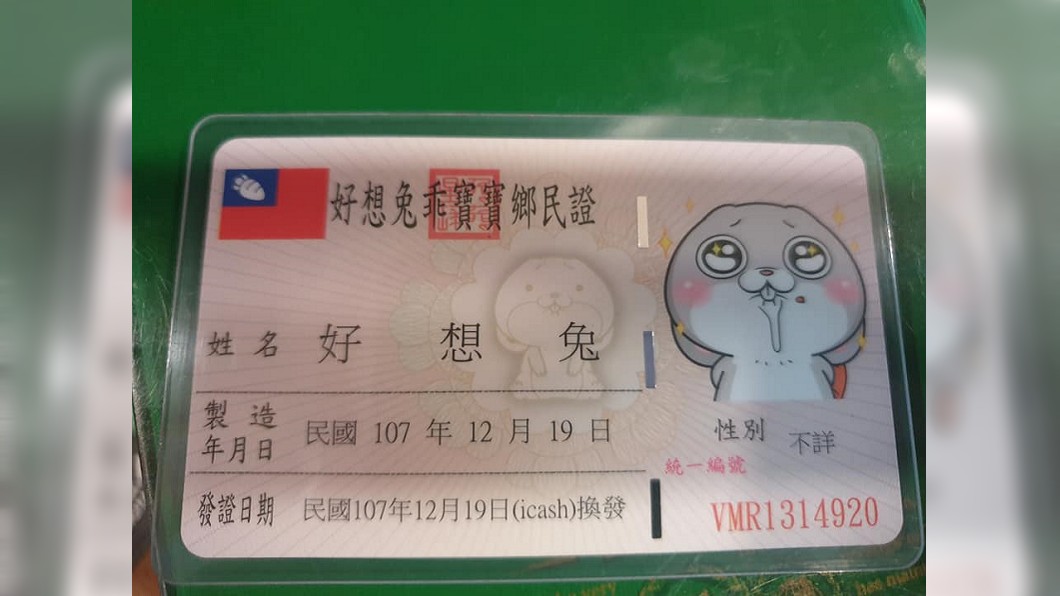 好想兔乖寶寶鄉民證
姓名 好想兔
製造
年月日 民國 107 年 12 月 19 日
性別 不詳
統一編號
發證日期 民國107年12月19日(icash)換發
VMR1314920